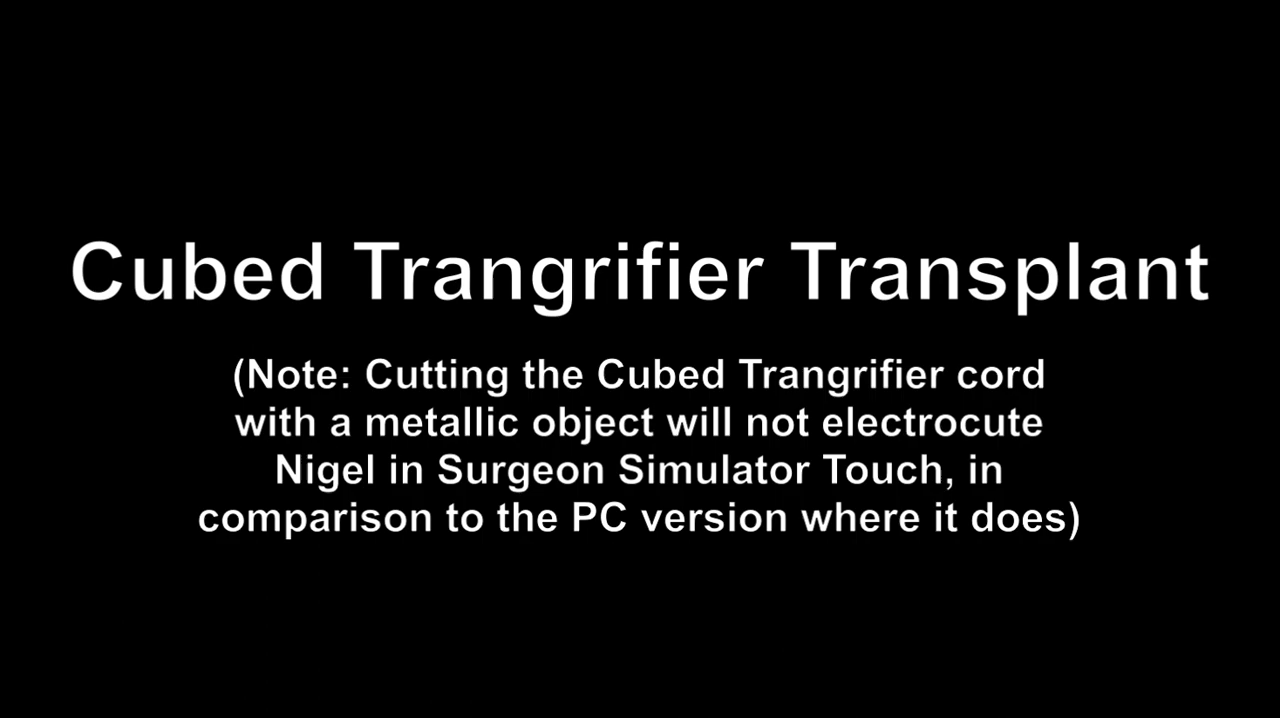 Cubed Trangrifier Transplant
(Note: Cutting the Cubed Trangrifier cord
with a metallic object will not electrocute
Nigel in Surgeon Simulator Touch, in
comparison to the PC version where it does)